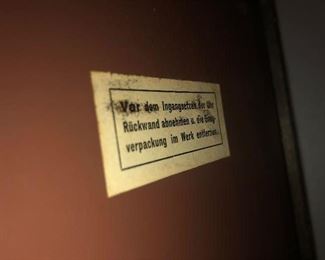 Vor dem Ingangsetzen der Uhr
Rückwand abnehmen u. die
verpackung im Werk entfernen.